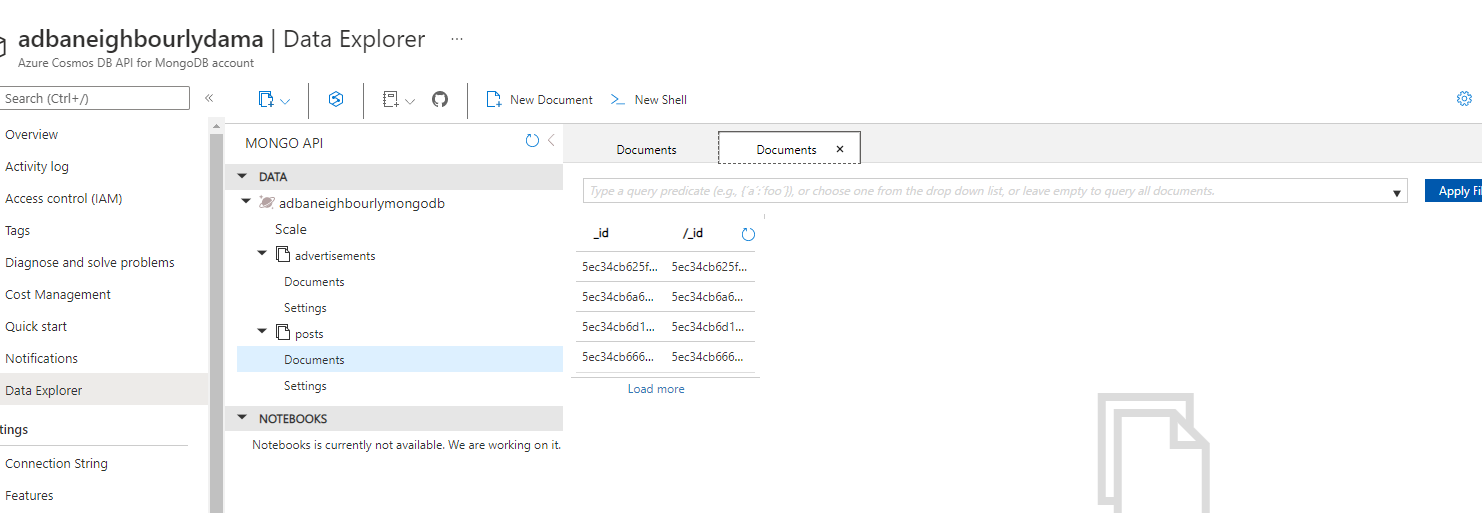 adbaneighbourlydama | Data Explorer ...
Azure Cosmos DB API for MongoDB account
Search (Ctrl+/)
«
New Document
>_ New Shell
Overview
Activity log
Access control (IAM)
Tags
Diagnose and solve problems
Cost Management
Quick start
Notifications
Data Explorer
tings
Connection String
Features
MONGO API
DATA
adbaneighbourlymongodb
Scale
advertisements
Documents
Settings
posts
Documents
Settings
NOTEBOOKS
Notebooks is currently not available. We are working on it.
Documents
Documents ×
Type a query predicate (e.g., {´a´:´foo´}), or choose one from the drop down list, or leave empty to query all documents.
Apply Fi
_id /_id
5ec34cb625f... 5ec34cb625f...
5ec34cb6a6... 5ec34cb6a6...
5ec34cb6d1... 5ec34cb6d1...
5ec34cb666... 5ec34cb666...
Load more